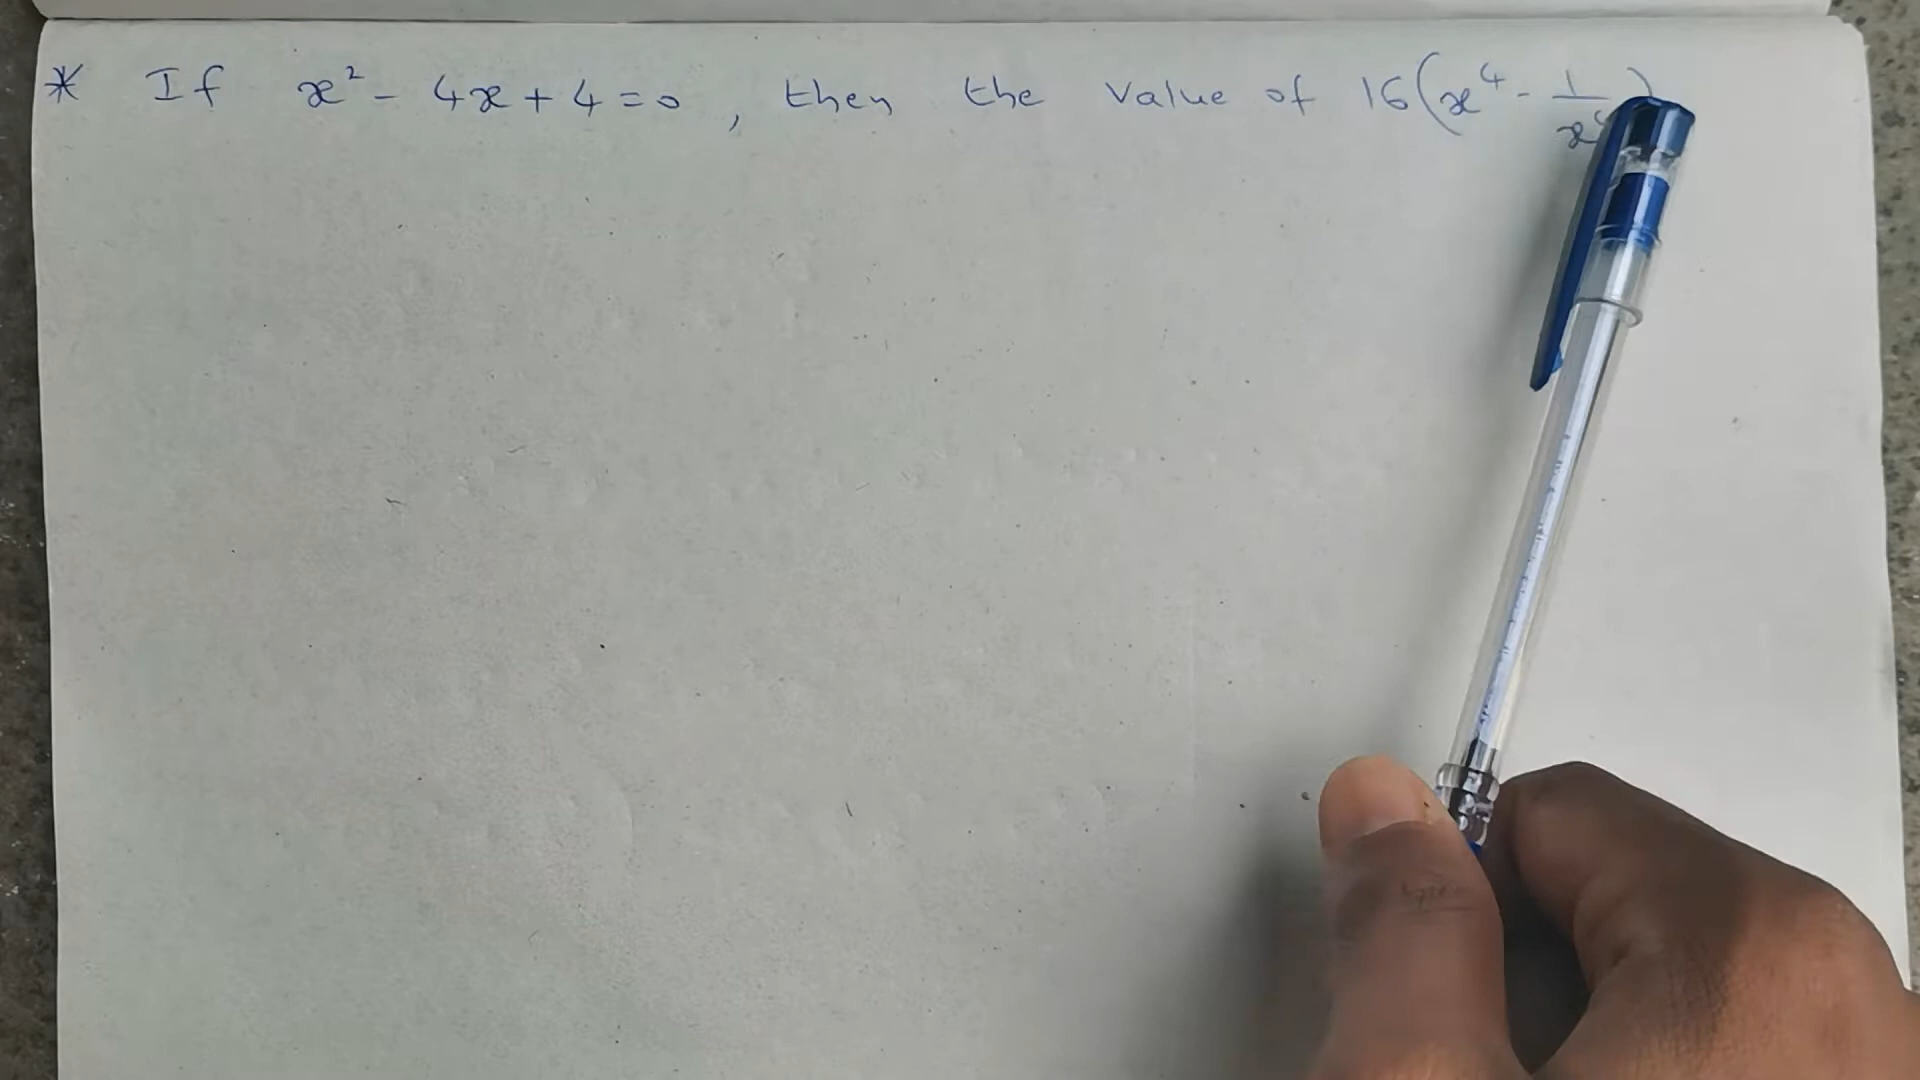 * If x² - 4x + 4 = 0, then the value of 16(x⁴ - 1/x⁴)